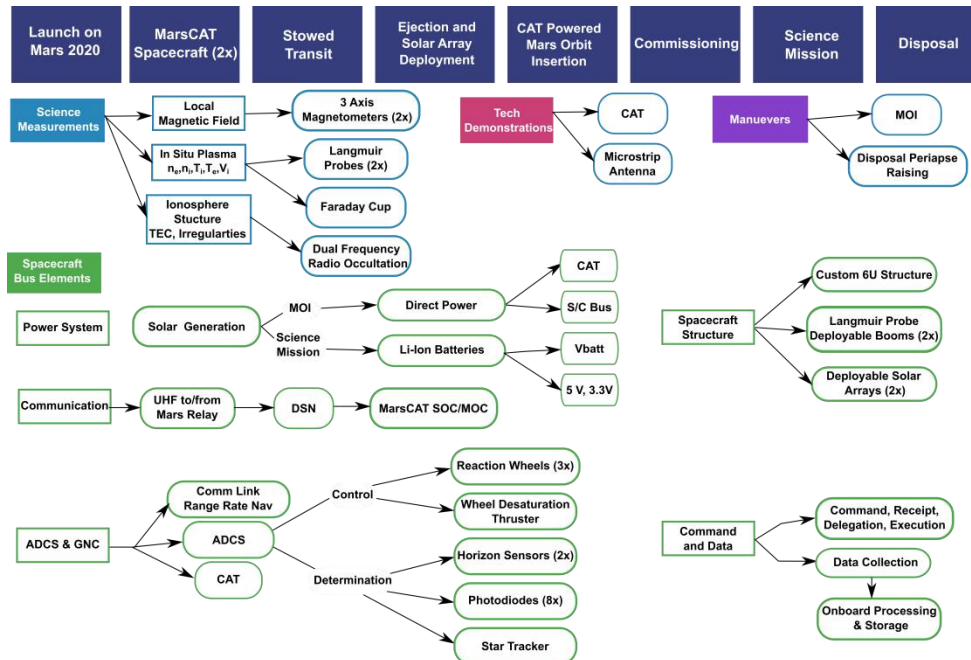 Launch on
Mars 2020
MarsCAT
Spacecraft (2x)
Stowed
Transit
Ejection and
Solar Array
Deployment
CAT Powered
Mars Orbit
Insertion
Commissioning
Science
Mission
Disposal
Science
Measurements
Local
Magnetic Field
3 Axis
Magnetometers (2x)
In Situ Plasma
nₑ,nᵢ,Tᵢ,Tₑ,Vᵢ
Langmuir
Probes (2x)
Faraday Cup
Ionosphere
Stucture
TEC, Irregularties
Dual Frequency
Radio Occultation
Tech
Demonstrations
CAT
Microstrip
Antenna
Manuevers
MOI
Disposal Periapse
Raising
Spacecraft
Bus Elements
Power System
Solar Generation
MOI
Science
Mission
Direct Power
Li-Ion Batteries
CAT
S/C Bus
Vbatt
5 V, 3.3V
Spacecraft
Structure
Custom 6U Structure
Langmuir Probe
Deployable Booms (2x)
Deployable Solar
Arrays (2x)
Communication
UHF to/from
Mars Relay
DSN
MarsCAT SOC/MOC
ADCS & GNC
Comm Link
Range Rate Nav
ADCS
CAT
Control
Determination
Reaction Wheels (3x)
Wheel Desaturation
Thruster
Horizon Sensors (2x)
Photodiodes (8x)
Star Tracker
Command
and Data
Command, Receipt,
Delegation, Execution
Data Collection
Onboard Processing
& Storage